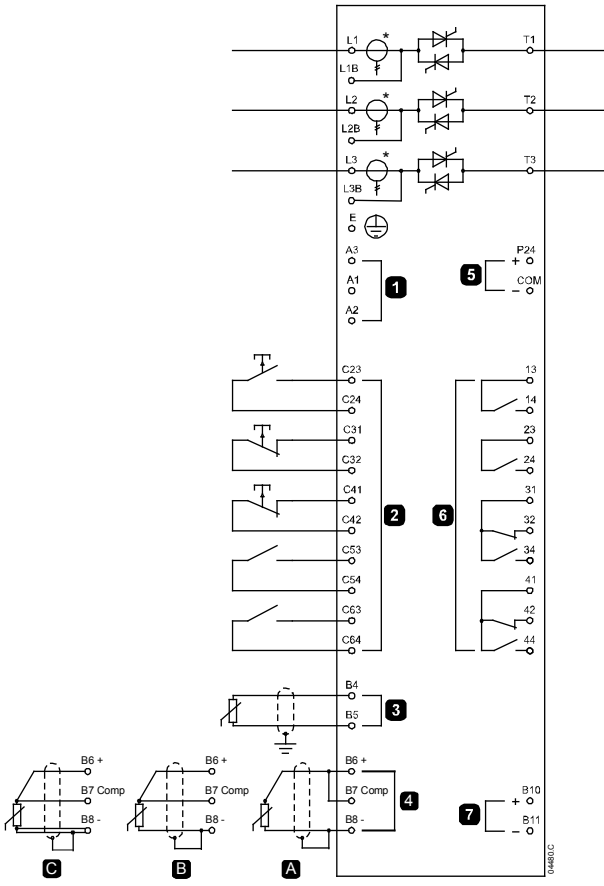 L1 * T1
L1B
L2 * T2
L2B
L3 * T3
L3B
E
A3 P24
+
1 5
A1 COM
-
A2
C23 13
C24 14
C31 23
C32 24
C41 31
2 6
C42 32
C53 34
C54 41
C63 42
C64 44
B4
3
B5
B6 + B6 + B6 +
B7 Comp B7 Comp B7 Comp 4 + B10
7
B8 - B8 - B8 - - B11
C B A
04480.C